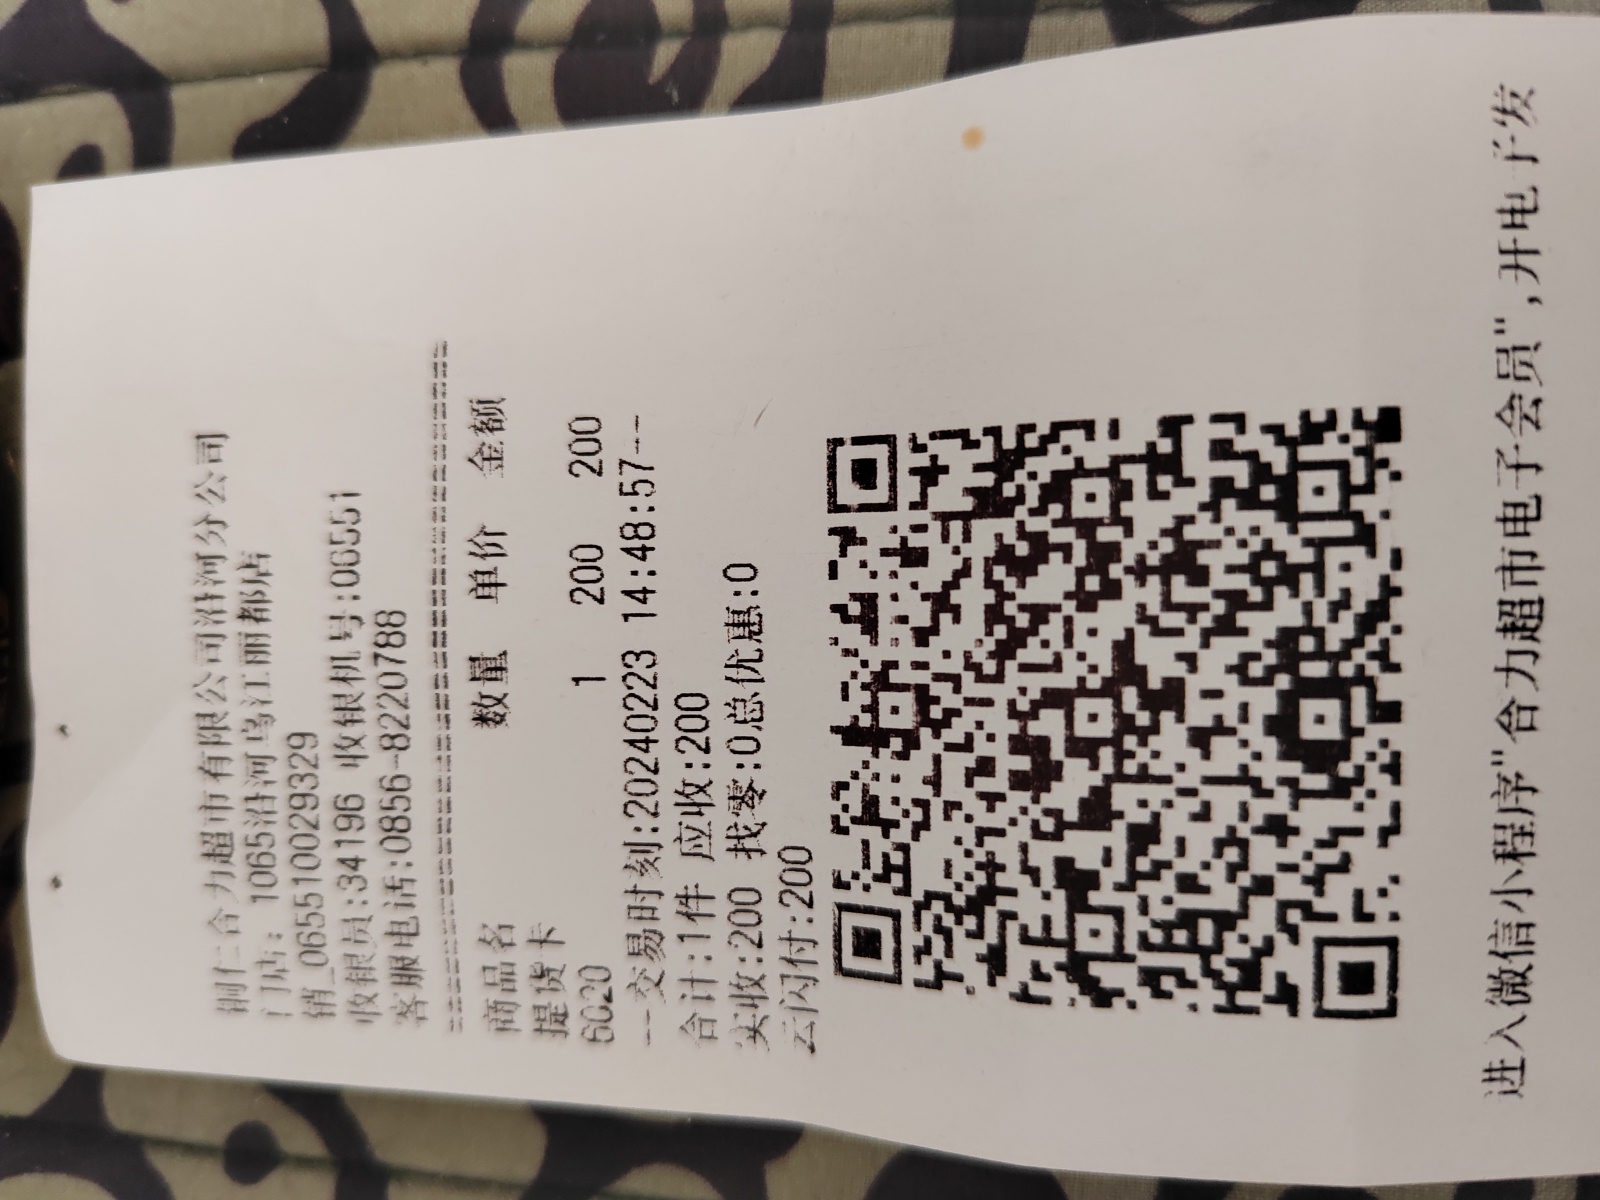 铜仁合力超市有限公司沿河分公司
门店: 1065沿河乌江丽都店
销_065510029329
收银员:34196 收银机号:06551
客服电话:0856-8220788
商品名 数量 单价 金额
提货卡
6020 1 200 200
--交易时刻:20240223 14:48:57--
合计:1件 应收:200
实收:200 找零:0总优惠:0
云闪付:200
进入微信小程序"合力超市电子会员",开电子发